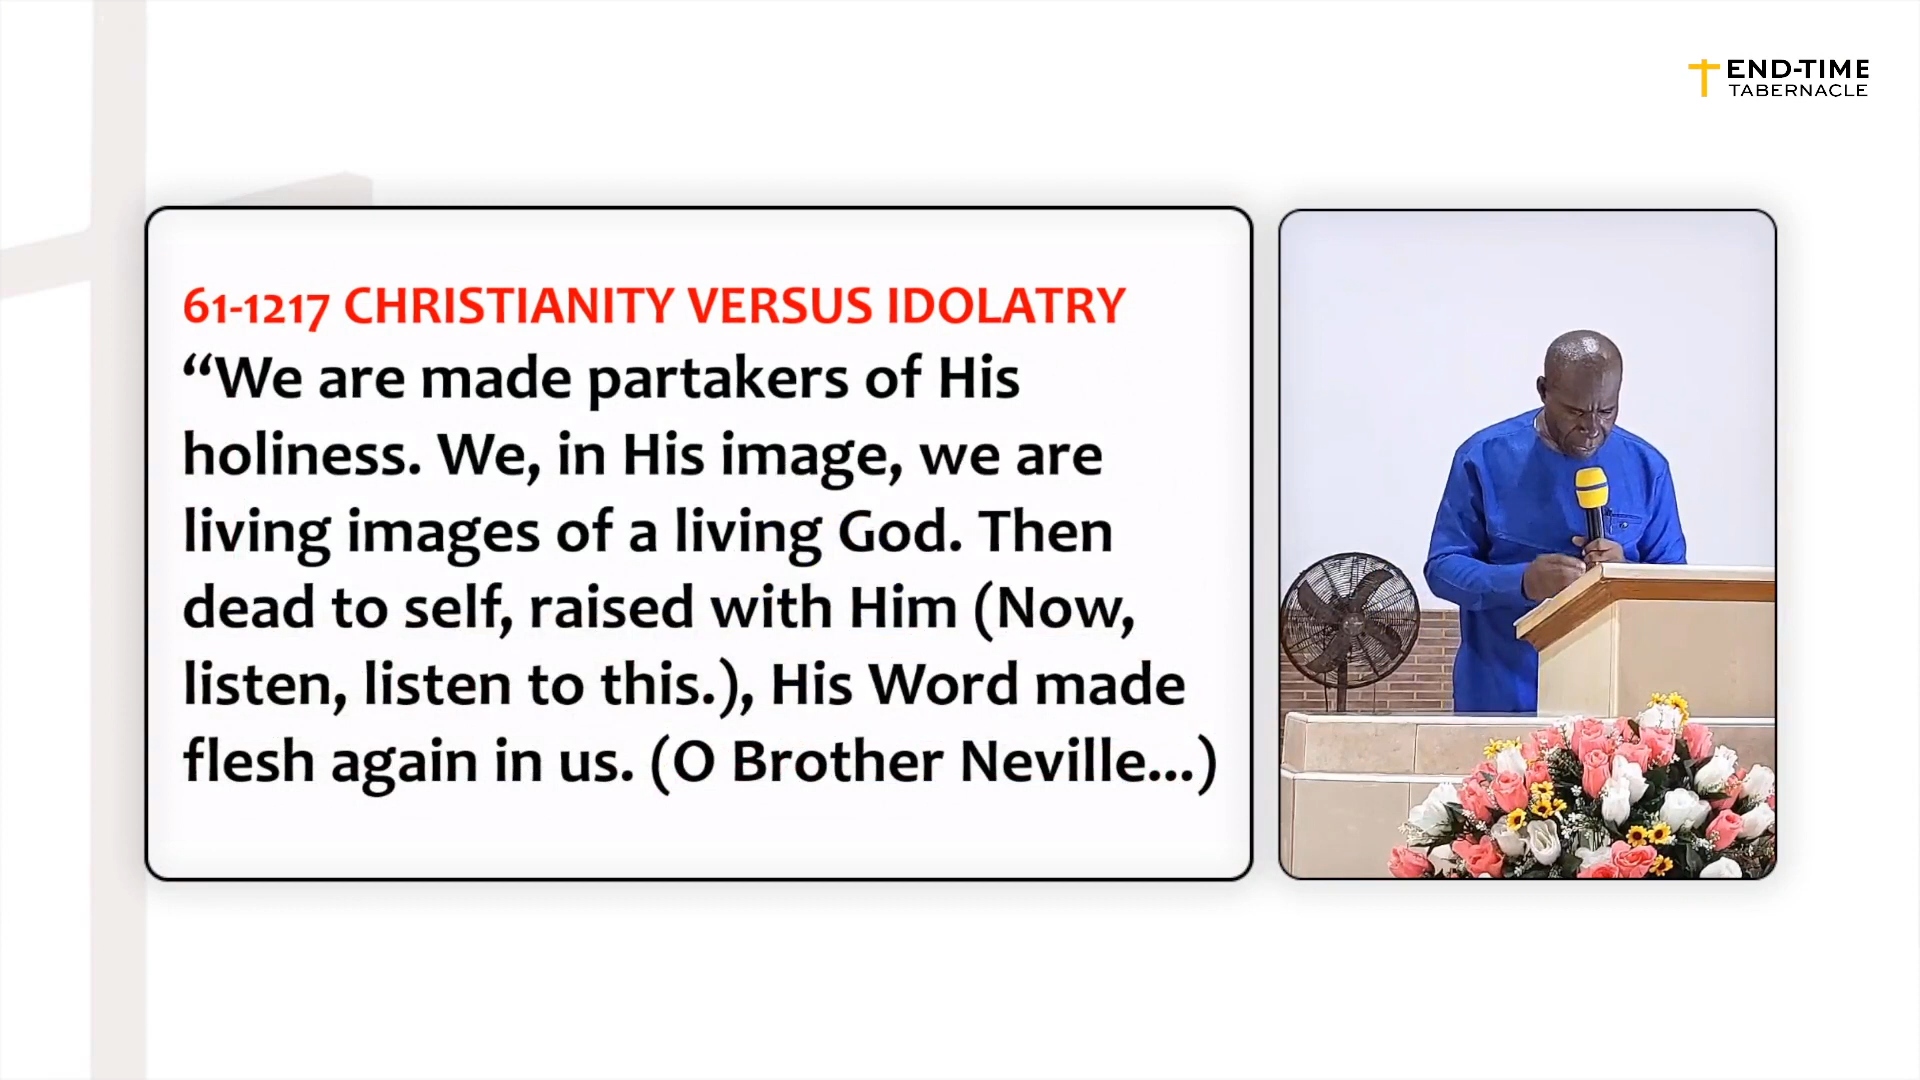 END-TIME
TABERNACLE
61-1217 CHRISTIANITY VERSUS IDOLATRY
“We are made partakers of His
holiness. We, in His image, we are
living images of a living God. Then
dead to self, raised with Him (Now,
listen, listen to this.), His Word made
flesh again in us. (O Brother Neville...)